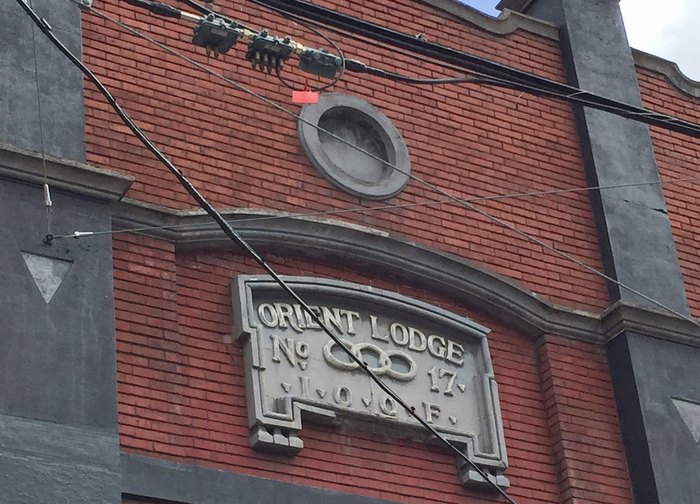 ORIENT LODGE
No. 17.
. I. O. O. F.